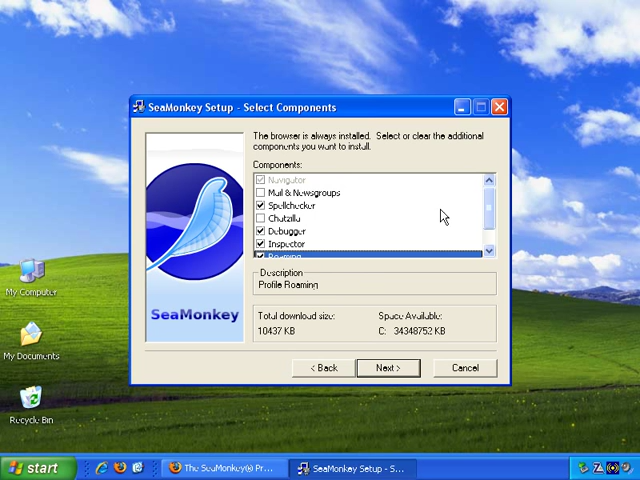 SeaMonkey Setup - Select Components
The browser is always installed. Select or clear the additional
components you want to install.
Components:
Navigator
Mail & Newsgroups
Spellchecker
Chatzilla
Debugger
Inspector
Roaming
Description
Profile Roaming
SeaMonkey
Total download size:
Space Available:
10437 KB
C: 34348752 KB
< Back
Next >
Cancel
My Computer
My Documents
Recycle Bin
start
The SeaMonkey® Pr...
SeaMonkey Setup - S...